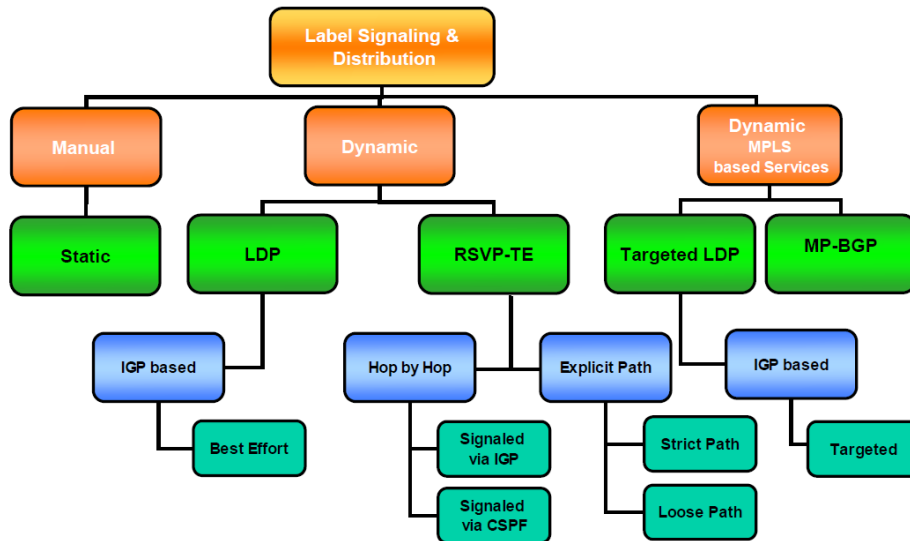 Label Signaling &
Distribution
Manual
Dynamic
Dynamic
MPLS
based Services
Static
LDP
RSVP-TE
Targeted LDP
MP-BGP
IGP based
Hop by Hop
Explicit Path
IGP based
Best Effort
Signaled
via IGP
Strict Path
Targeted
Signaled
via CSPF
Loose Path